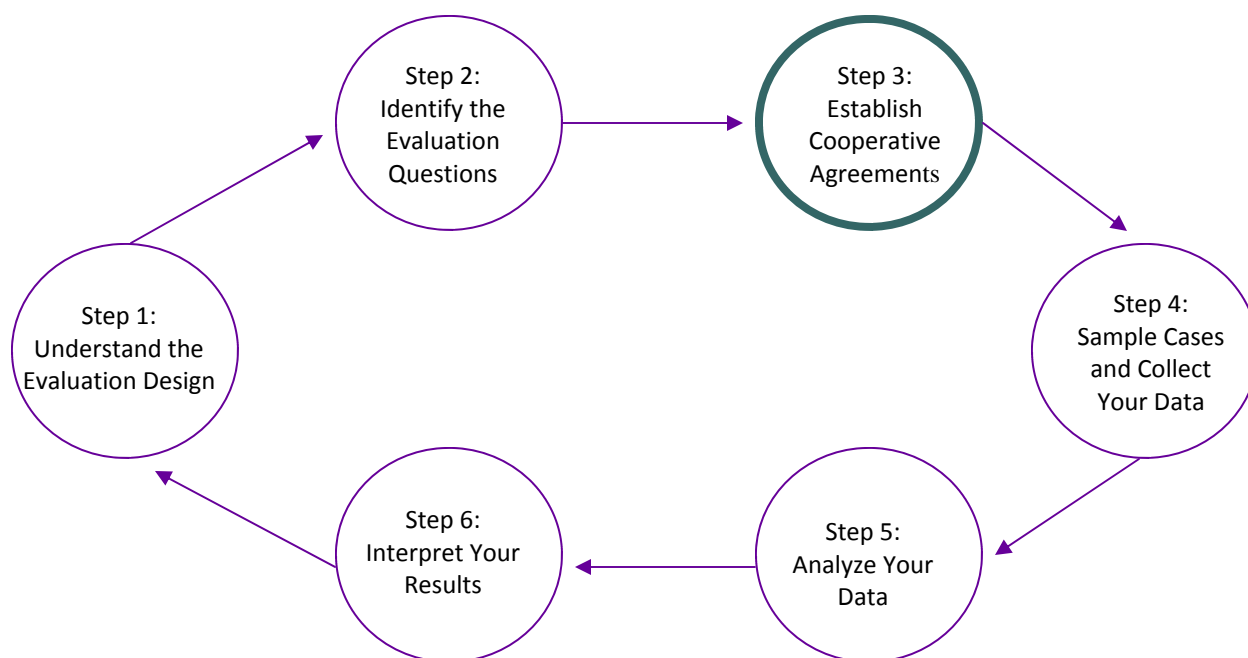 Step 1:
Understand the
Evaluation Design
Step 2:
Identify the
Evaluation
Questions
Step 3:
Establish
Cooperative
Agreements
Step 4:
Sample Cases
and Collect
Your Data
Step 5:
Analyze Your
Data
Step 6:
Interpret Your
Results